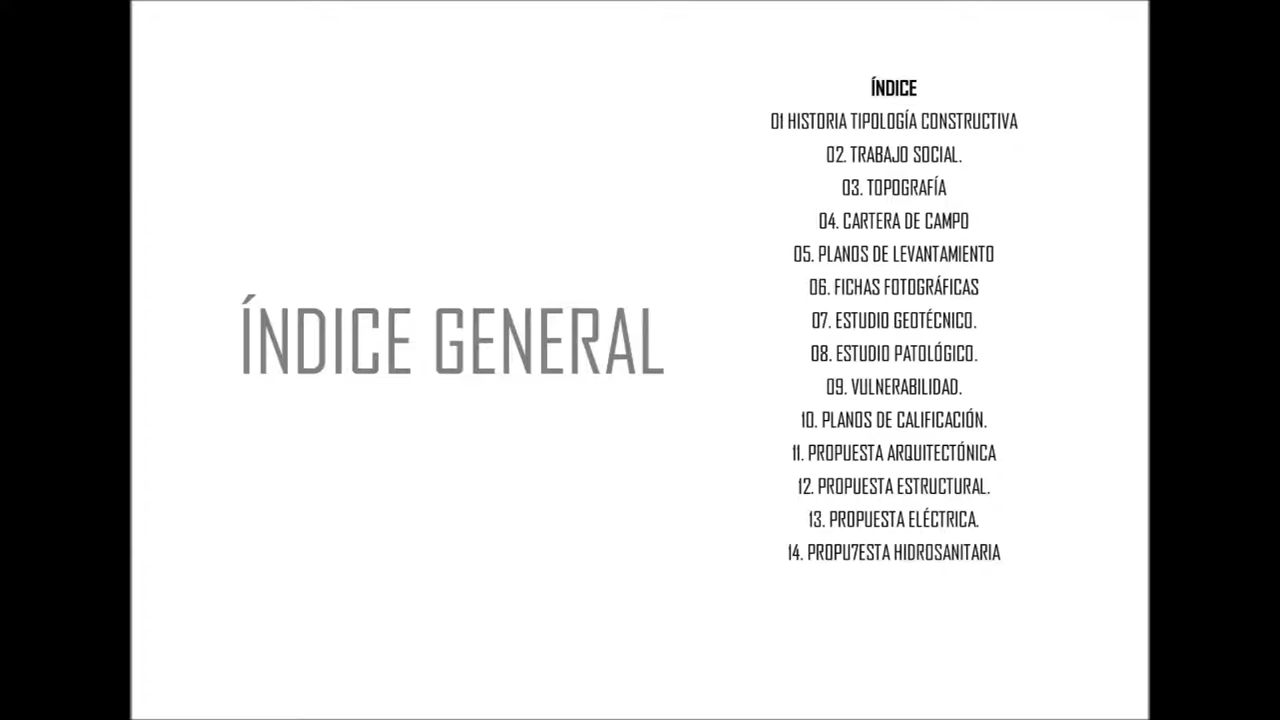 ÍNDICE GENERAL
ÍNDICE
01 HISTORIA TIPOLOGÍA CONSTRUCTIVA
02. TRABAJO SOCIAL.
03. TOPOGRAFÍA
04. CARTERA DE CAMPO
05. PLANOS DE LEVANTAMIENTO
06. FICHAS FOTOGRÁFICAS
07. ESTUDIO GEOTÉCNICO.
08. ESTUDIO PATOLÓGICO.
09. VULNERABILIDAD.
10. PLANOS DE CALIFICACIÓN.
11. PROPUESTA ARQUITECTÓNICA
12. PROPUESTA ESTRUCTURAL.
13. PROPUESTA ELÉCTRICA.
14. PROPU7ESTA HIDROSANITARIA